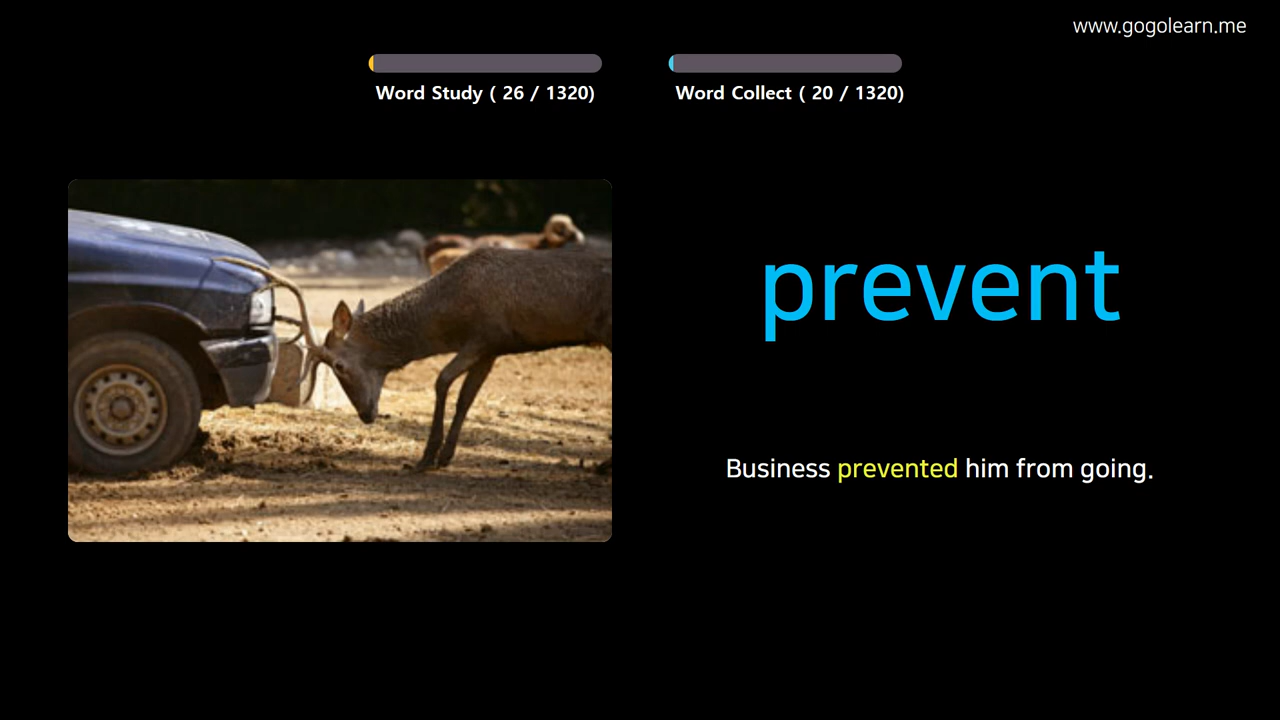 www.gogolearn.me
Word Study ( 26 / 1320)
Word Collect ( 20 / 1320)
prevent
Business prevented him from going.